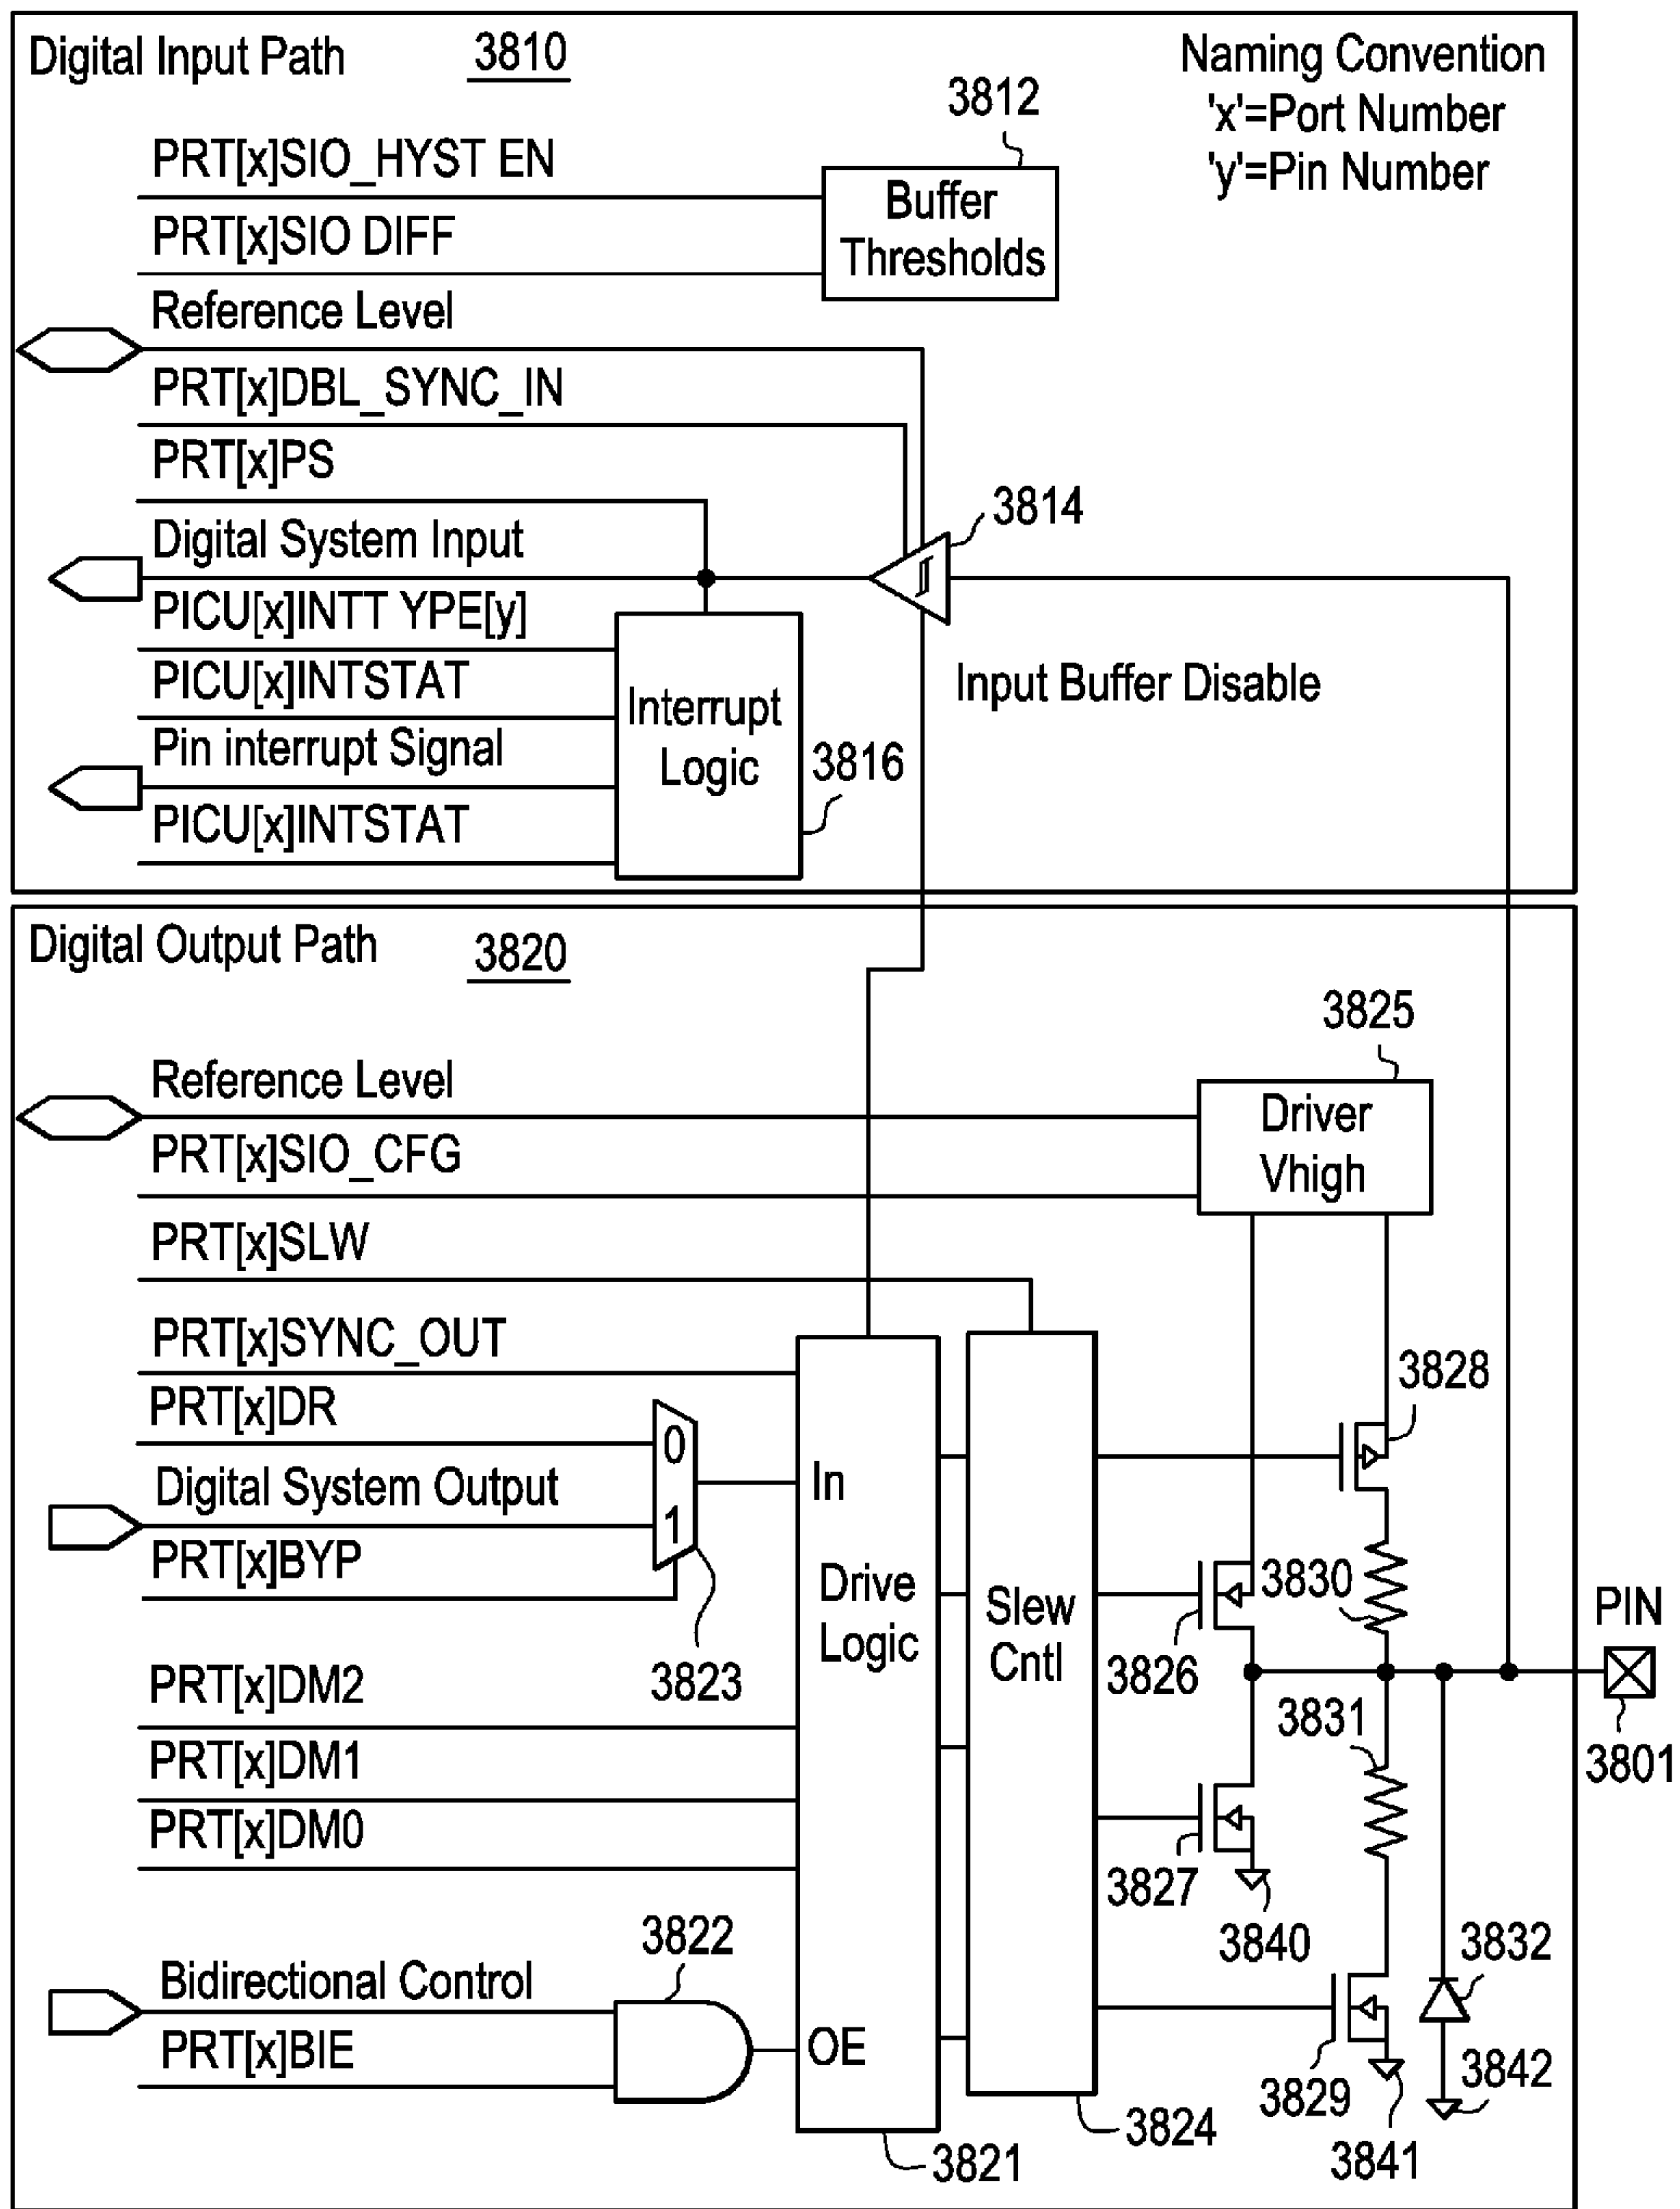 Digital Input Path 3810
Naming Convention
'x'=Port Number
'y'=Pin Number
3812
PRT[x]SIO_HYST EN
Buffer
Thresholds
PRT[x]SIO DIFF
Reference Level
PRT[x]DBL_SYNC_IN
PRT[x]PS
3814
Digital System Input
PICU[x]INTT YPE[y]
PICU[x]INTSTAT
Input Buffer Disable
Interrupt
Logic
Pin interrupt Signal
3816
PICU[x]INTSTAT
Digital Output Path 3820
3825
Reference Level
Driver
Vhigh
PRT[x]SIO_CFG
PRT[x]SLW
PRT[x]SYNC_OUT
3828
PRT[x]DR
0
In
Digital System Output
1
PRT[x]BYP
Drive
Logic
Slew
Cntl
3830
PIN
3823
3826
PRT[x]DM2
3831
3801
PRT[x]DM1
PRT[x]DM0
3827
3840
3822
3832
Bidirectional Control
PRT[x]BIE
OE
3829
3842
3824
3841
3821